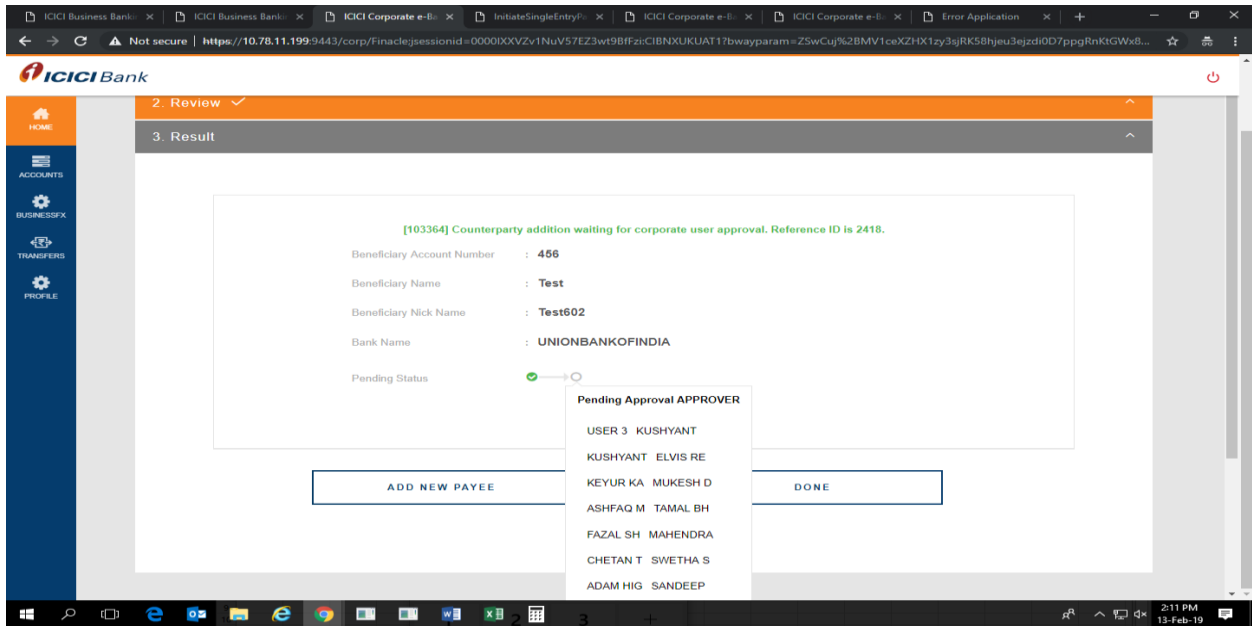 ICICI Business Bankin
ICICI Business Bankin
ICICI Corporate e-Ba
InitiateSingleEntryPa
ICICI Corporate e-Ba
ICICI Corporate e-Ba
Error Application
Not secure | https://10.78.11.199:9443/corp/Finacle;jsessionid=0000IXXVZv1NuV57EZ3wt9BfFzi:CIBNXUKUAT1?bwayparam=ZSwCuj%2BMV1ceXZHX1zy3sjRK58hjeu3ejzdi0D7ppgRnKtGWx8...
ICICI Bank
HOME
ACCOUNTS
BUSINESSFX
TRANSFERS
PROFILE
2. Review
3. Result
[103364] Counterparty addition waiting for corporate user approval. Reference ID is 2418.
Beneficiary Account Number : 456
Beneficiary Name : Test
Beneficiary Nick Name : Test602
Bank Name : UNIONBANKOFINDIA
Pending Status
Pending Approval APPROVER
USER 3 KUSHYANT
KUSHYANT ELVIS RE
KEYUR KA MUKESH D
ASHFAQ M TAMAL BH
FAZAL SH MAHENDRA
CHETAN T SWETHA S
ADAM HIG SANDEEP
ADD NEW PAYEE
DONE
2 3 +
2:11 PM
13-Feb-19